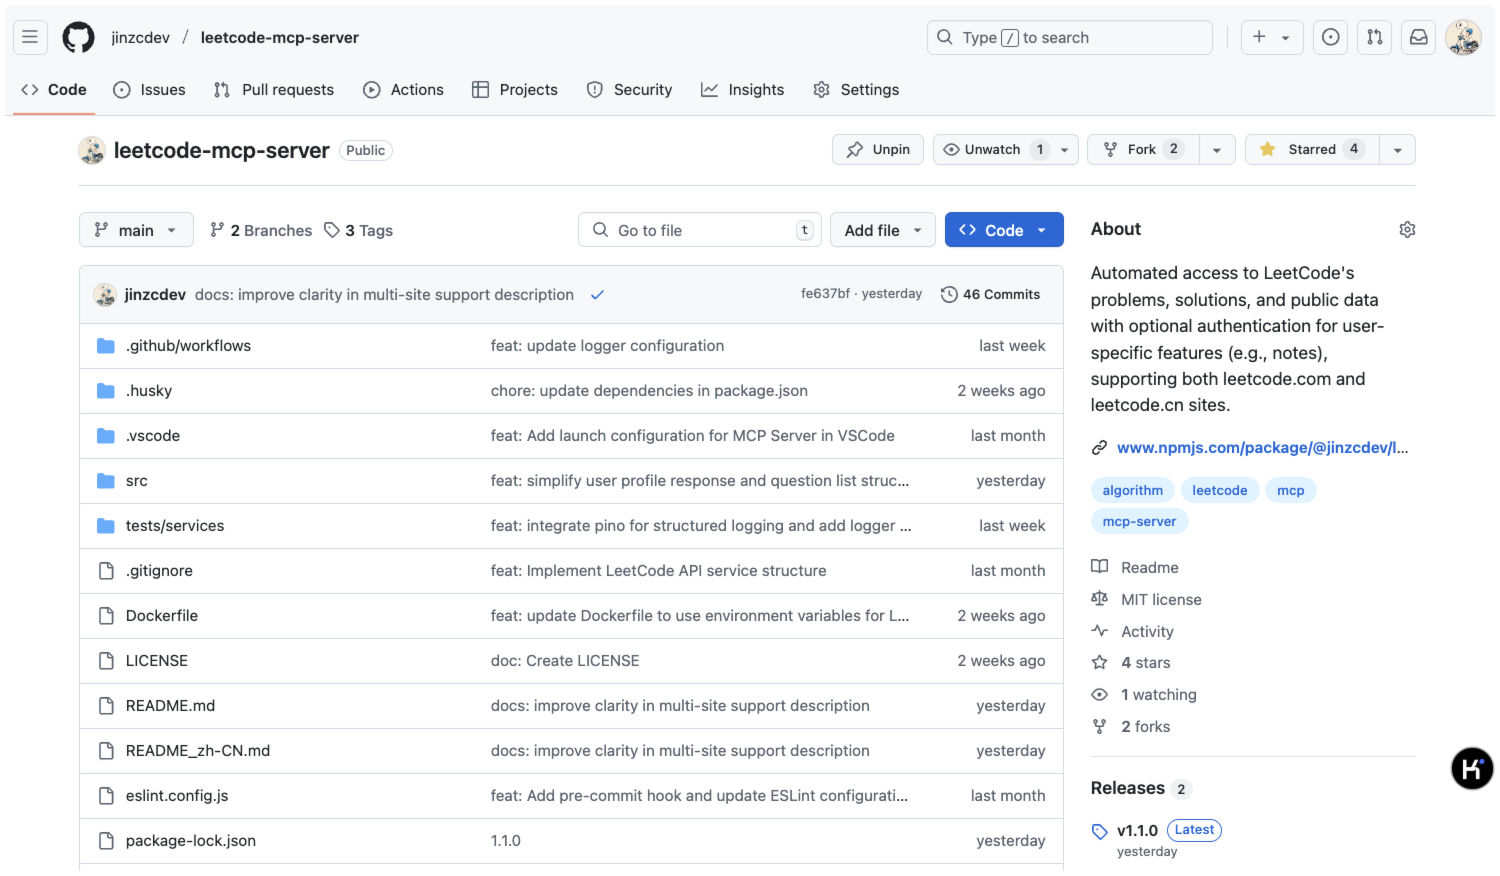 jinzcdev / leetcode-mcp-server
Type / to search
Code
Issues
Pull requests
Actions
Projects
Security
Insights
Settings
leetcode-mcp-server Public
Unpin
Unwatch 1
Fork 2
Starred 4
main
2 Branches
3 Tags
Go to file t
Add file
Code
jinzcdev docs: improve clarity in multi-site support description fe637bf · yesterday 46 Commits
.github/workflows feat: update logger configuration last week
.husky chore: update dependencies in package.json 2 weeks ago
.vscode feat: Add launch configuration for MCP Server in VSCode last month
src feat: simplify user profile response and question list struc... yesterday
tests/services feat: integrate pino for structured logging and add logger ... last week
.gitignore feat: Implement LeetCode API service structure last month
Dockerfile feat: update Dockerfile to use environment variables for L... 2 weeks ago
LICENSE doc: Create LICENSE 2 weeks ago
README.md docs: improve clarity in multi-site support description yesterday
README_zh-CN.md docs: improve clarity in multi-site support description yesterday
eslint.config.js feat: Add pre-commit hook and update ESLint configurati... last month
package-lock.json 1.1.0 yesterday
About
Automated access to LeetCode's
problems, solutions, and public data
with optional authentication for user-
specific features (e.g., notes),
supporting both leetcode.com and
leetcode.cn sites.
www.npmjs.com/package/@jinzcdev/l...
algorithm leetcode mcp
mcp-server
Readme
MIT license
Activity
4 stars
1 watching
2 forks
Releases 2
v1.1.0 Latest
yesterday
K